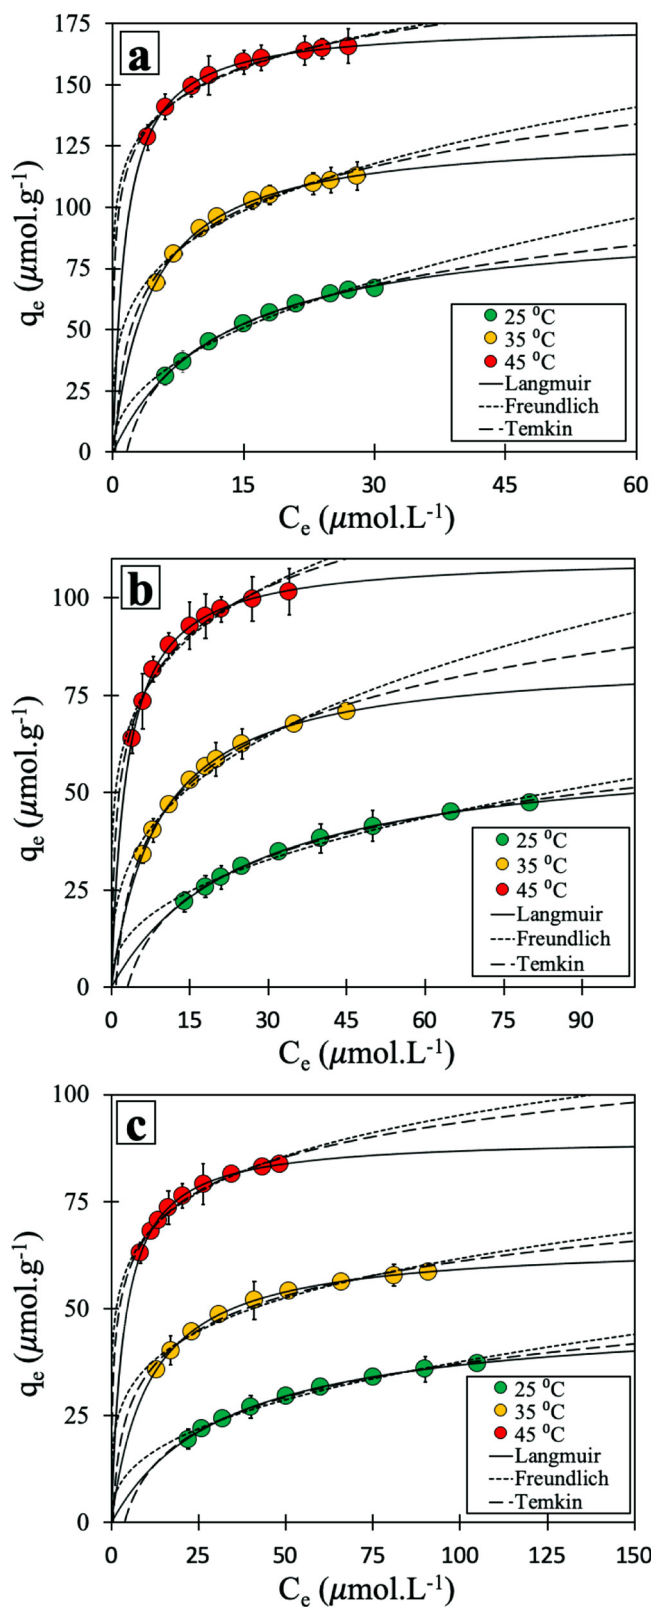 a
175
150
125
100
75
50
25
0
qe (µmol.g-1)
25 ⁰C
35 ⁰C
45 ⁰C
Langmuir
Freundlich
Temkin
0 15 30 45 60
Ce (µmol.L-1)
b
100
75
50
25
0
qe (µmol.g-1)
25 ⁰C
35 ⁰C
45 ⁰C
Langmuir
Freundlich
Temkin
0 15 30 45 60 75 90
Ce (µmol.L-1)
c
100
75
50
25
0
qe (µmol.g-1)
25 ⁰C
35 ⁰C
45 ⁰C
Langmuir
Freundlich
Temkin
0 25 50 75 100 125 150
Ce (µmol.L-1)